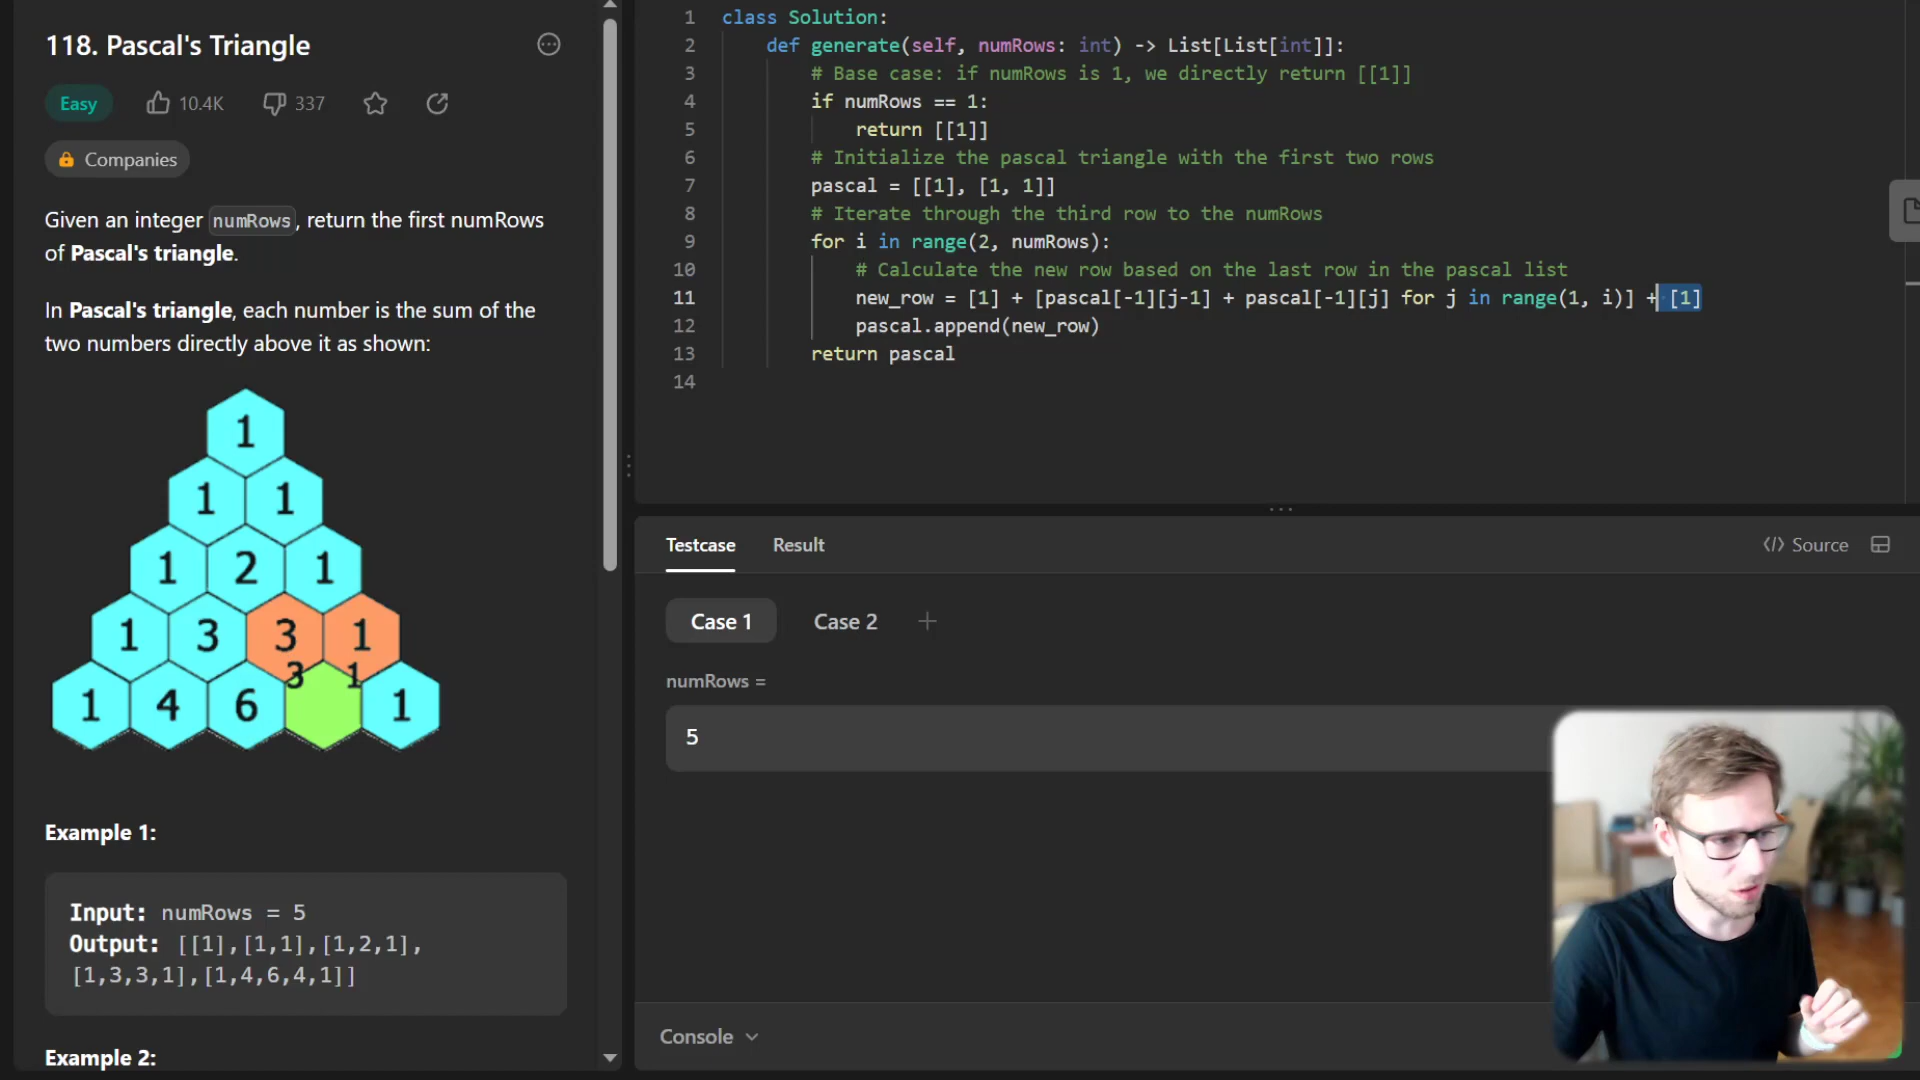 118. Pascal's Triangle
Easy
10.4K
337
Companies
Given an integer numRows, return the first numRows
of Pascal's triangle.
In Pascal's triangle, each number is the sum of the
two numbers directly above it as shown:
1
1 1
1 2 1
1 3 3 1
3 1
1 4 6 1
Example 1:
Input: numRows = 5
Output: [[1],[1,1],[1,2,1],
[1,3,3,1],[1,4,6,4,1]]
Example 2:
1 class Solution:
2 def generate(self, numRows: int) -> List[List[int]]:
3 # Base case: if numRows is 1, we directly return [[1]]
4 if numRows == 1:
5 return [[1]]
6 # Initialize the pascal triangle with the first two rows
7 pascal = [[1], [1, 1]]
8 # Iterate through the third row to the numRows
9 for i in range(2, numRows):
10 # Calculate the new row based on the last row in the pascal list
11 new_row = [1] + [pascal[-1][j-1] + pascal[-1][j] for j in range(1, i)] + [1]
12 pascal.append(new_row)
13 return pascal
14
Testcase Result
</> Source
Case 1 Case 2 +
numRows =
5
Console